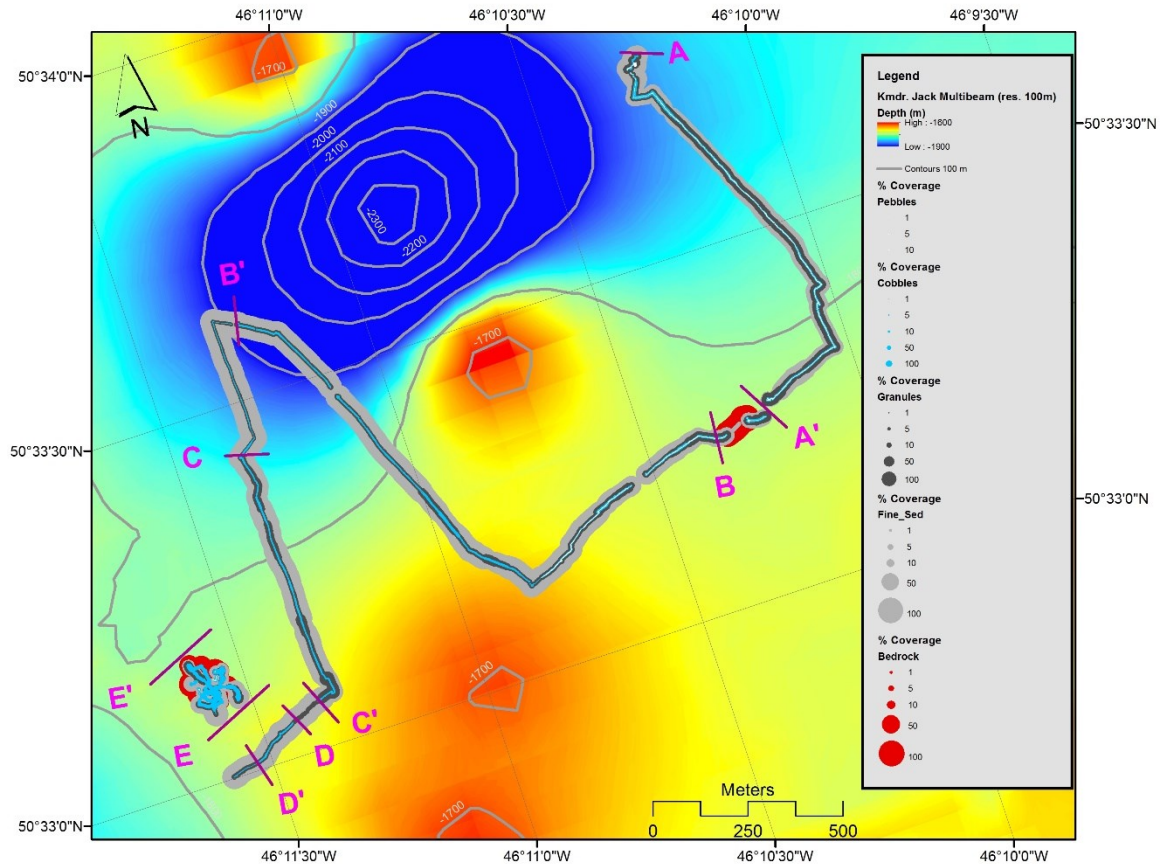 46°11'0"W
46°10'30"W
46°10'0"W
46°9'30"W
50°34'0"N
50°33'30"N
50°33'0"N
50°33'30"N
50°33'0"N
46°11'30"W
46°11'0"W
46°10'30"W
46°10'0"W
N
-1700
-1900
-2000
-2100
-2300
-2200
-1700
-1700
-1700
A
B'
A'
B
C
E'
C'
E
D
D'
Meters
0 250 500
Legend
Kmdr. Jack Multibeam (res. 100m)
Depth (m)
High : -1600
Low : -1900
Contours 100 m
% Coverage
Pebbles
1
5
10
% Coverage
Cobbles
1
5
10
50
100
% Coverage
Granules
1
5
10
50
100
% Coverage
Fine_Sed
1
5
10
50
100
% Coverage
Bedrock
1
5
10
50
100